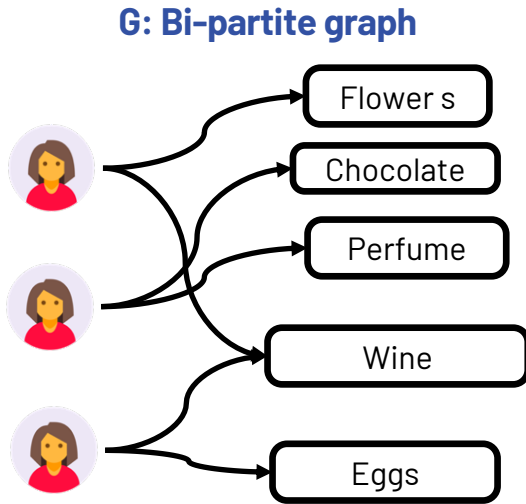 G: Bi-partite graph
Flower s
Chocolate
Perfume
Wine
Eggs